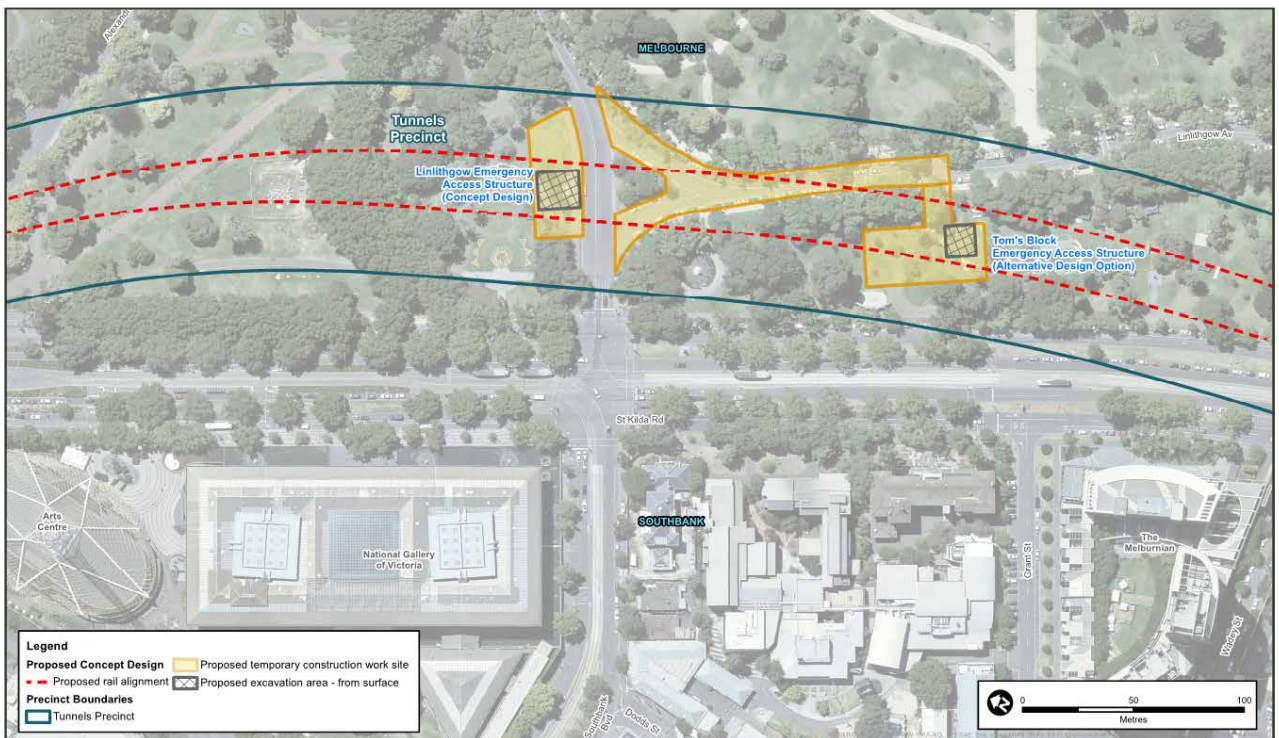 Alexand
MELBOURNE
Tunnels
Precinct
Linlithgow Av
Linlithgow Emergency
Access Structure
(Concept Design)
Tom's Block
Emergency Access Structure
(Alternative Design Option)
St Kilda Rd
Arts
Centre
National Gallery
of Victoria
SOUTHBANK
Grant St
The
Melburnian
Wadey St
Southbank
Blvd
Dodds St
Legend
Proposed Concept Design
Proposed rail alignment
Proposed temporary construction work site
Proposed excavation area - from surface
Precinct Boundaries
Tunnels Precinct
0 50 100
Metres